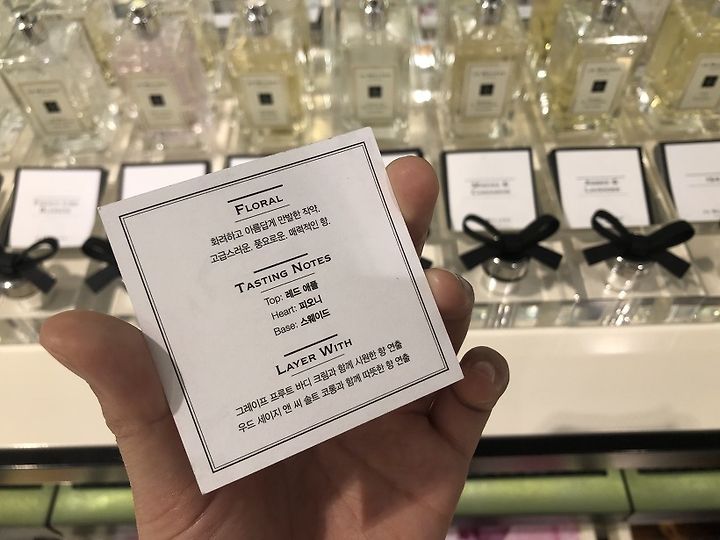 FLORAL
화려하고 아름답게 만발한 작약.
고급스러운, 풍요로운, 매력적인 향.
TASTING NOTES
Top: 레드 애플
Heart: 피오니
Base: 스웨이드
LAYER WITH
그레이프 프루트 바디 크림과 함께 시원한 향 연출
우드 세이지 앤 씨 솔트 코롱과 함께 따뜻한 향 연출